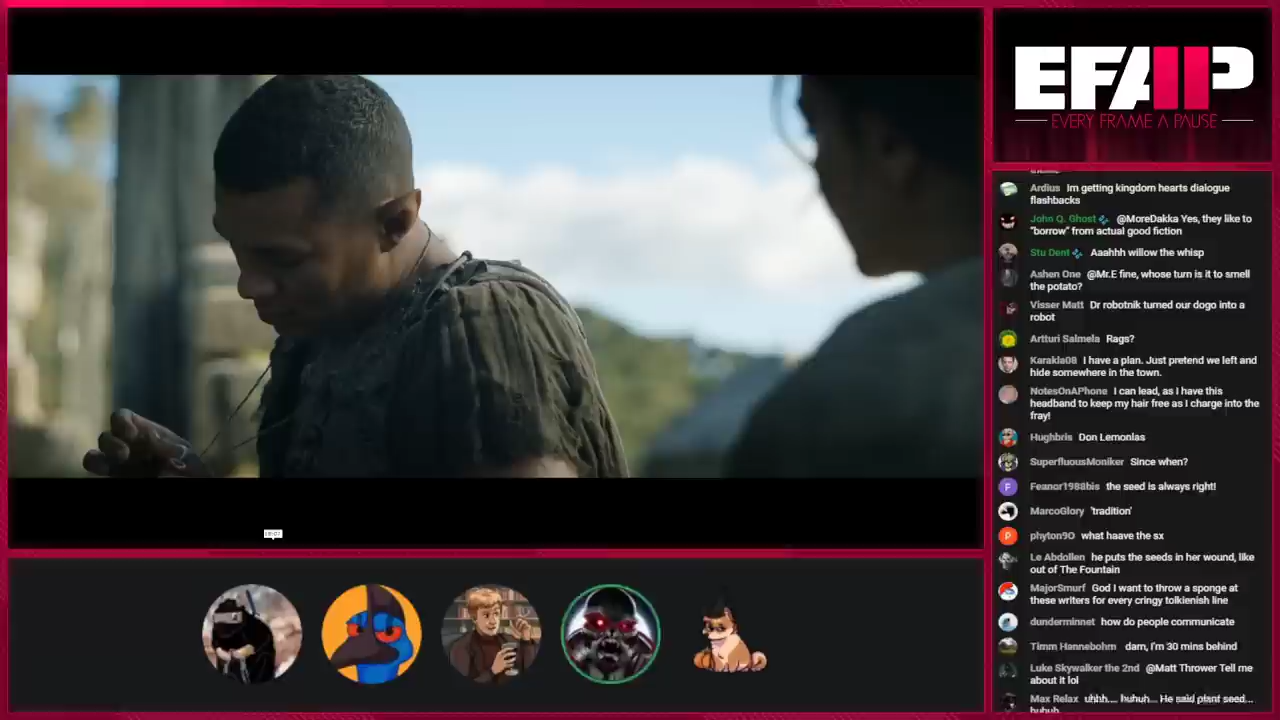 EFAP
EVERY FRAME A PAUSE
Ardius Im getting kingdom hearts dialogue
flashbacks
John Q. Ghost @MoreDakka Yes, they like to
"borrow" from actual good fiction
Stu Dent Aaahhh willow the whisp
Ashen One @Mr.E fine, whose turn is it to smell
the potato?
Visser Matt Dr robotnik turned our dogo into a
robot
Artturi Salmela Rags?
Karakla08 I have a plan. Just pretend we left and
hide somewhere in the town.
NotesOnAPhone I can lead, as I have this
headband to keep my hair free as I charge into the
fray!
Hughbris Don Lemonlas
SuperfluousMoniker Since when?
F
Feanor1988bis the seed is always right!
MarcoGlory 'tradition'
P
phyton90 what haave the sx
Le Abdollen he puts the seeds in her wound, like
out of The Fountain
MajorSmurf God I want to throw a sponge at
these writers for every cringy tolkienish line
dunderminnet how do people communicate
Timm Hannebohm darn, I'm 30 mins behind
Luke Skywalker the 2nd @Matt Thrower Tell me
about it lol
Max Relax uhhh.... huhuh... He said plant seed...
huhuh